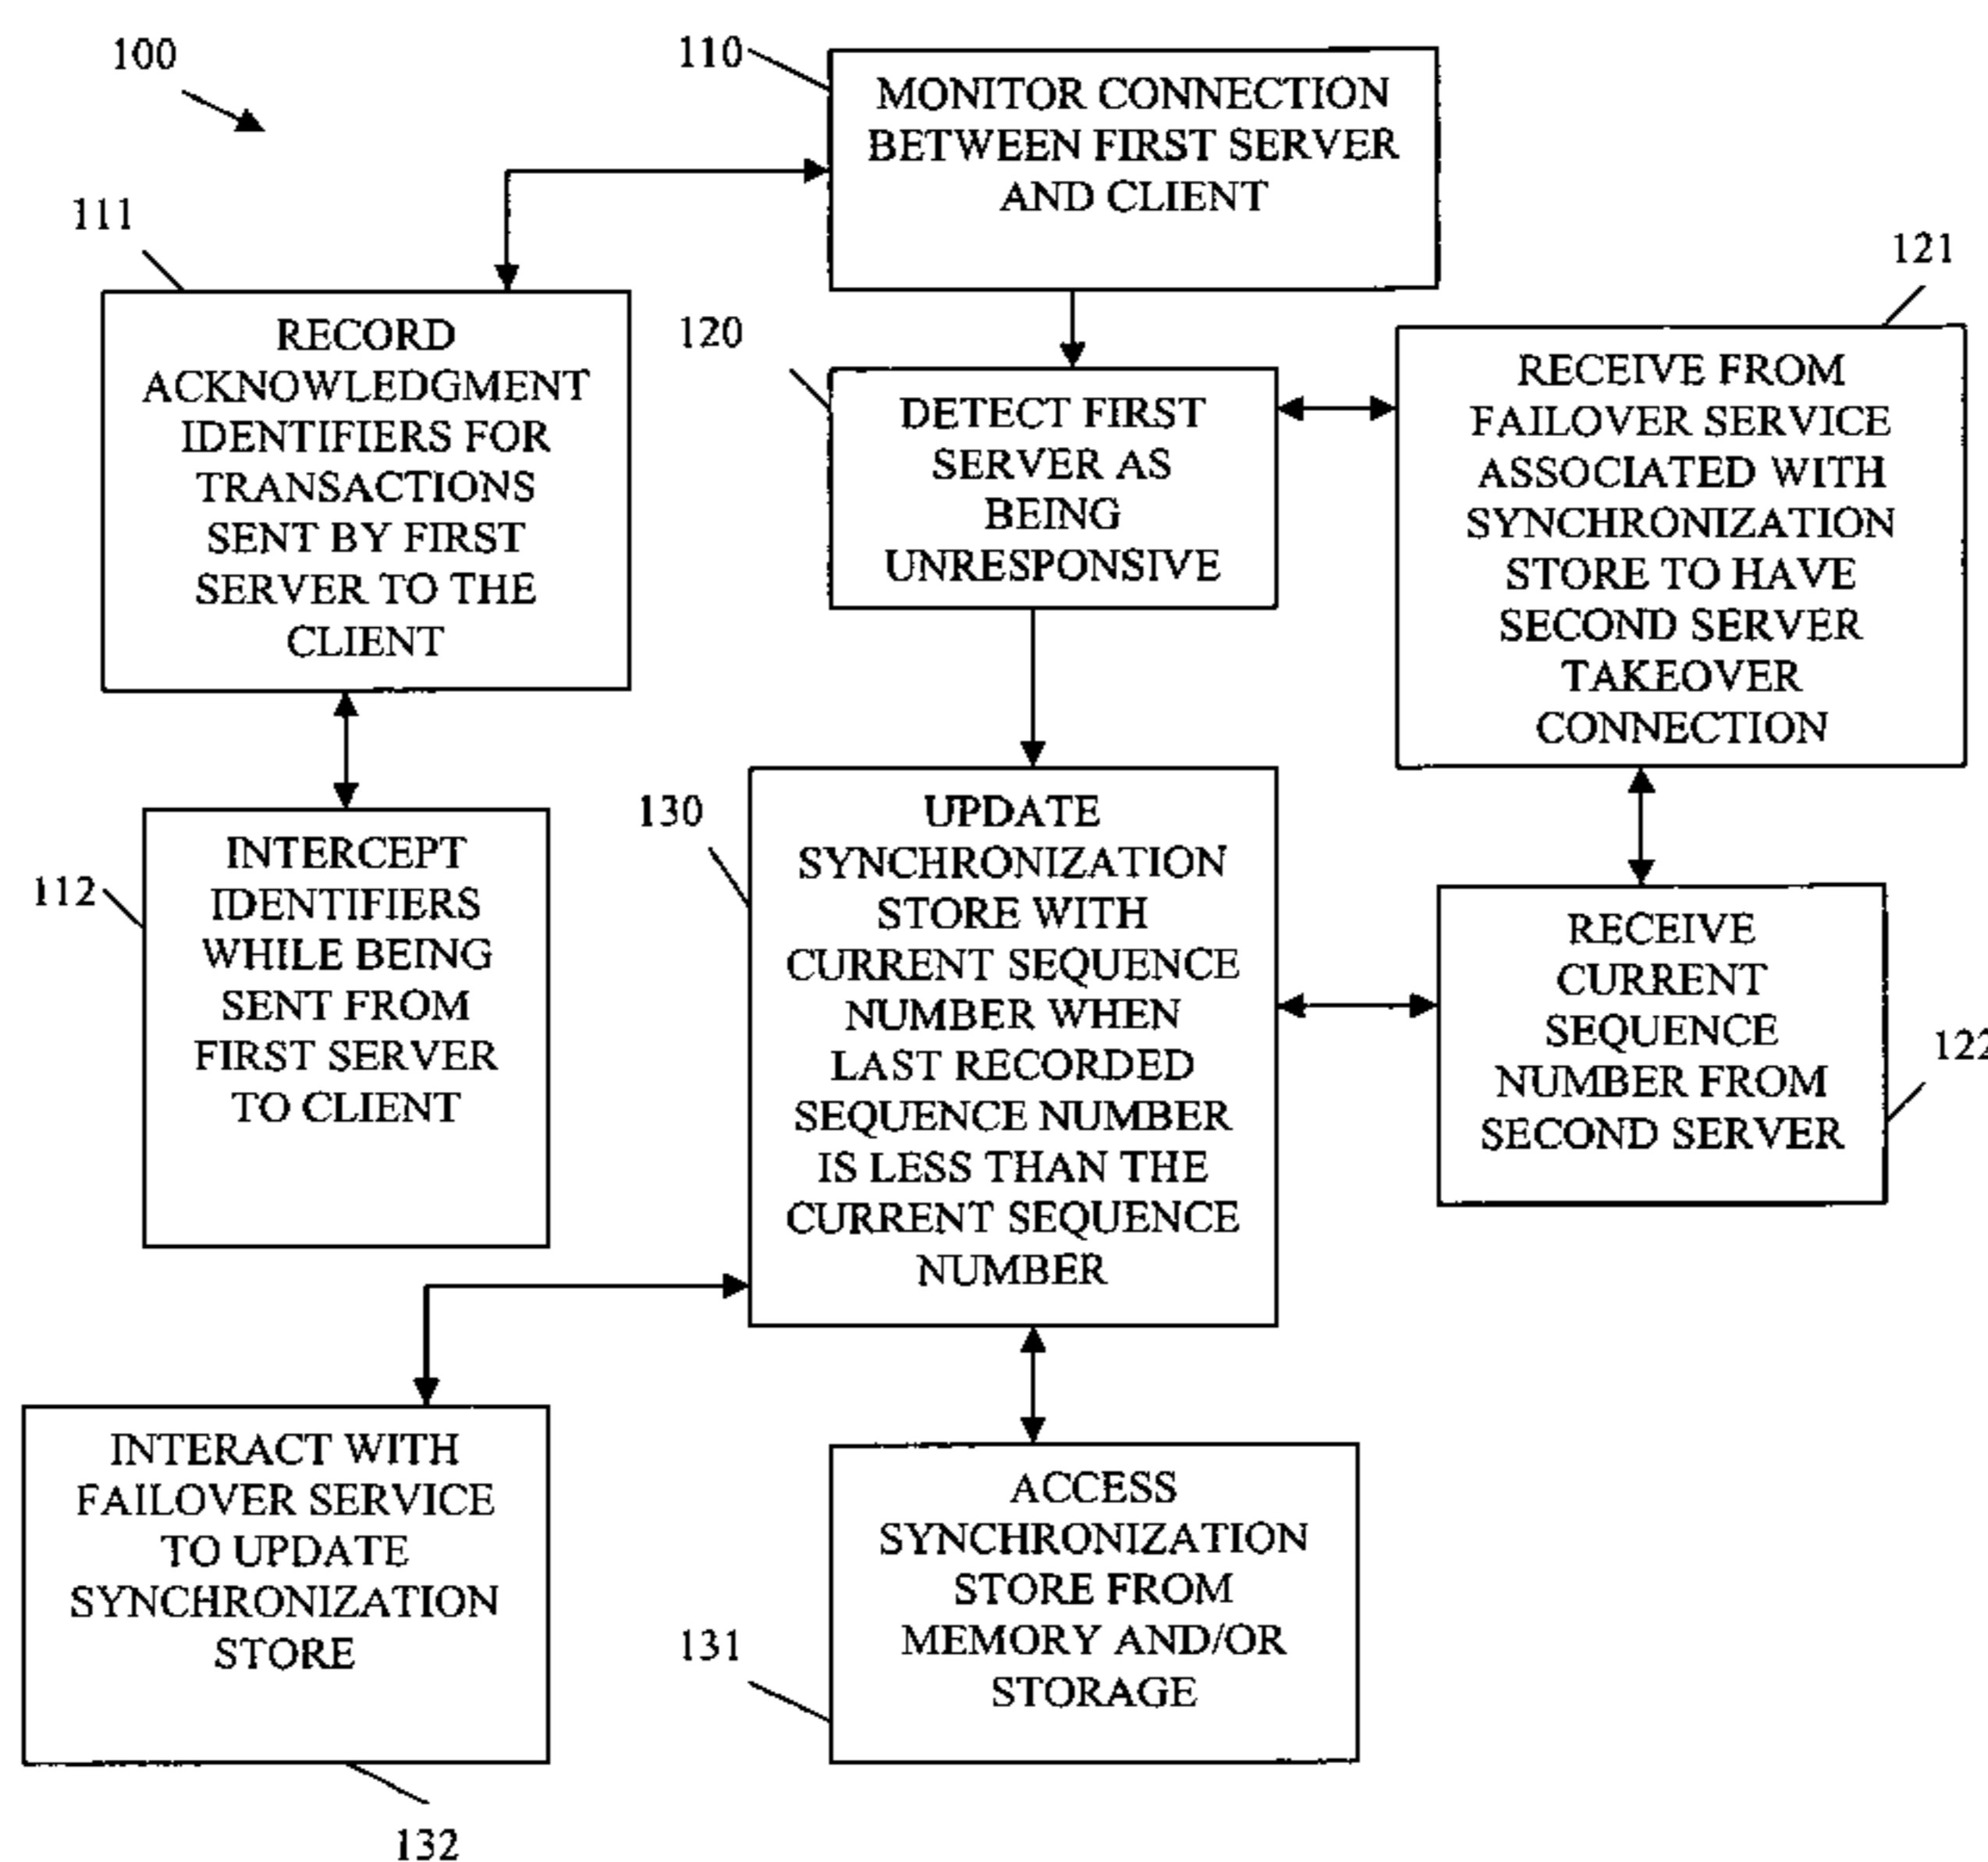 100
110
MONITOR CONNECTION
BETWEEN FIRST SERVER
AND CLIENT
111
RECORD
ACKNOWLEDGMENT
IDENTIFIERS FOR
TRANSACTIONS
SENT BY FIRST
SERVER TO THE
CLIENT
120
DETECT FIRST
SERVER AS
BEING
UNRESPONSIVE
121
RECEIVE FROM
FAILOVER SERVICE
ASSOCIATED WITH
SYNCHRONIZATION
STORE TO HAVE
SECOND SERVER
TAKEOVER
CONNECTION
112
INTERCEPT
IDENTIFIERS
WHILE BEING
SENT FROM
FIRST SERVER
TO CLIENT
130
UPDATE
SYNCHRONIZATION
STORE WITH
CURRENT SEQUENCE
NUMBER WHEN
LAST RECORDED
SEQUENCE NUMBER
IS LESS THAN THE
CURRENT SEQUENCE
NUMBER
RECEIVE
CURRENT
SEQUENCE
NUMBER FROM
SECOND SERVER
122
INTERACT WITH
FAILOVER SERVICE
TO UPDATE
SYNCHRONIZATION
STORE
132
ACCESS
SYNCHRONIZATION
STORE FROM
MEMORY AND/OR
STORAGE
131